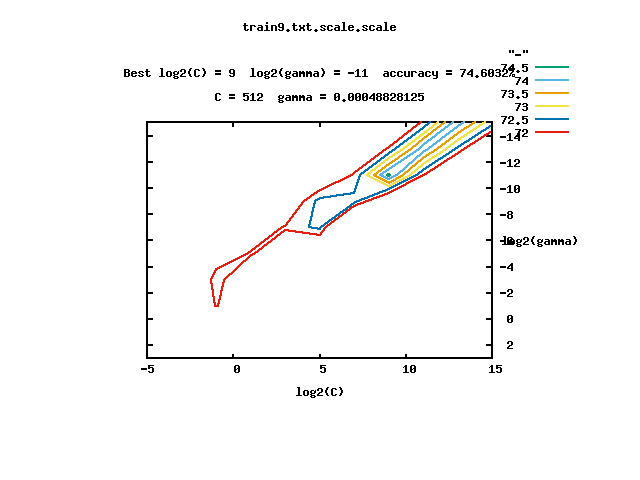 train9.txt.scale.scale
"-"
Best log2(C) = 9  log2(gamma) = -11  accuracy = 74.6032%
74.5
74
C = 512  gamma = 0.00048828125
73.5
73
72.5
72
-14
-12
-10
-8
-6
log2(gamma)
-4
-2
0
2
-5 0 5 10 15
log2(C)